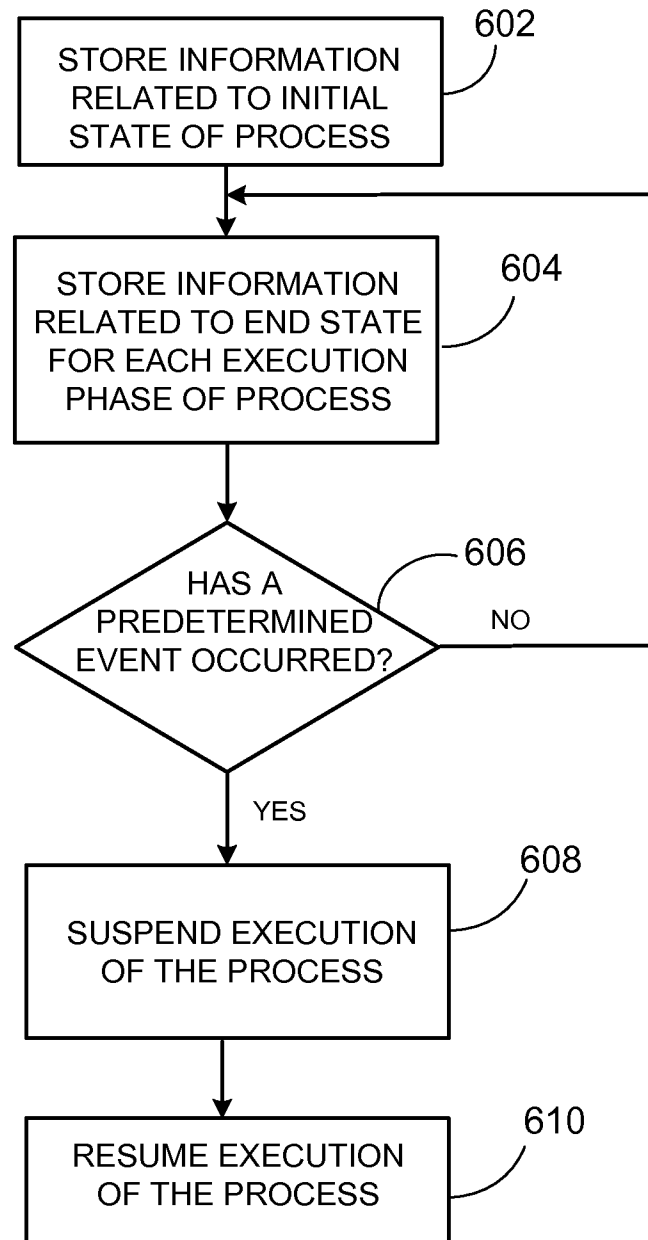 602
STORE INFORMATION
RELATED TO INITIAL
STATE OF PROCESS
604
STORE INFORMATION
RELATED TO END STATE
FOR EACH EXECUTION
PHASE OF PROCESS
606
HAS A
PREDETERMINED
EVENT OCCURRED?
NO
YES
608
SUSPEND EXECUTION
OF THE PROCESS
610
RESUME EXECUTION
OF THE PROCESS